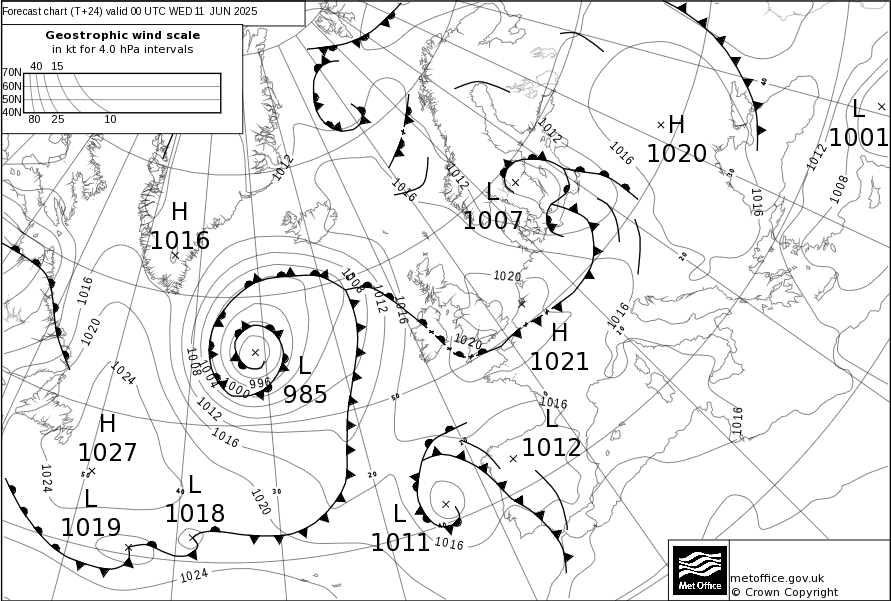 Forecast chart (T+24) valid 00 UTC WED 11 JUN 2025
Geostrophic wind scale
in kt for 4.0 hPa intervals
40 15
70N
60N
50N
40N
80 25 10
40
L
1001
H
1020
1012
1016
1012
1008
1012
1012
1016
30
1016
L
1007
H
1016
20
1020
1016
1008
1012
1016
1016
10
1020
1020
H
1021
1008
1004
1000
996
L
985
1024
50
0
1016
1012
1016
L
1012
1016
H
1027
10
50
1024
20
L
1019
L
1018
40
30
1020
L
1011
10
1016
1024
Met Office
metoffice.gov.uk
© Crown Copyright